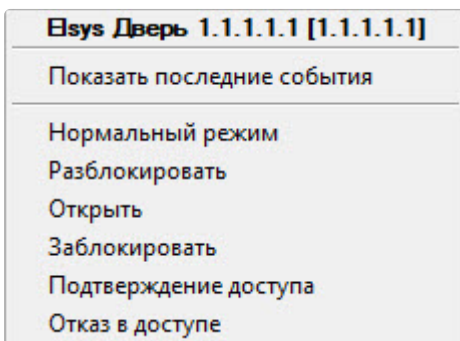 Elsys Дверь 1.1.1.1.1 [1.1.1.1.1]
Показать последние события
Нормальный режим
Разблокировать
Открыть
Заблокировать
Подтверждение доступа
Отказ в доступе